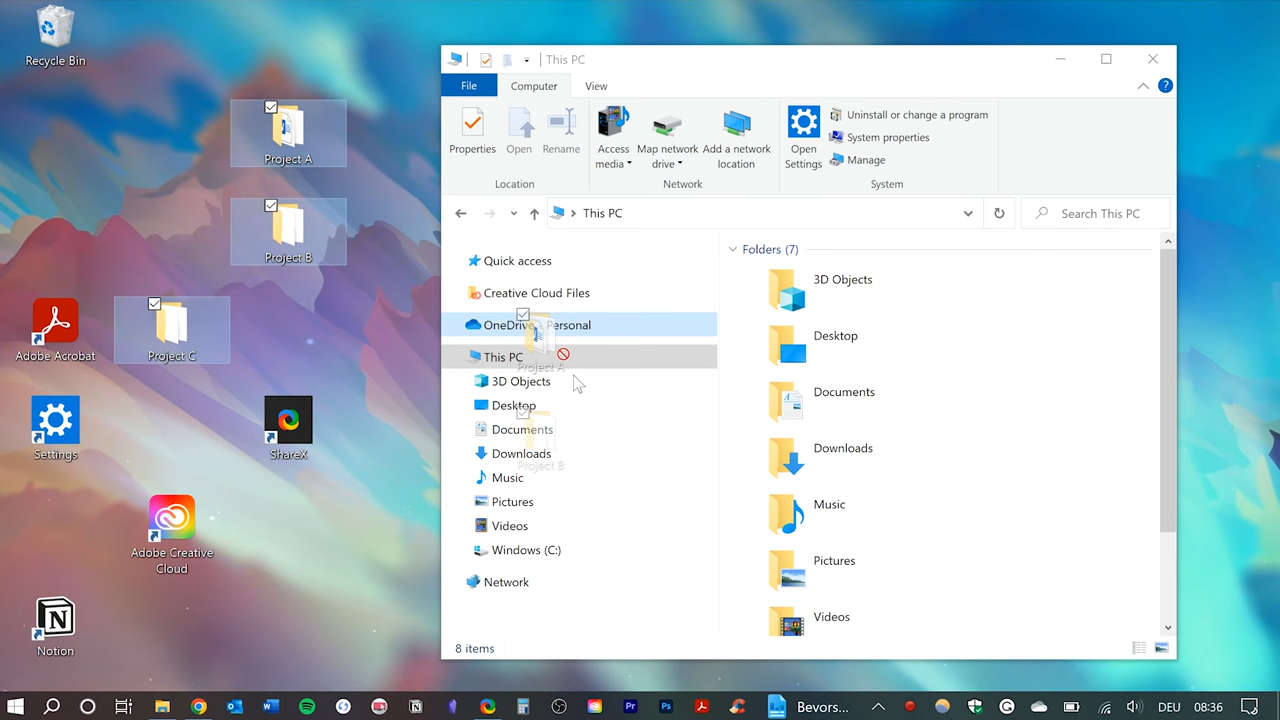 Recycle Bin
Project A
Project B
Adobe Acrobat
Project C
Settings
ShareX
Adobe Creative
Cloud
Notion
This PC
File
Computer
View
Properties
Open
Rename
Access
media
Map network
drive
Add a network
location
Open
Settings
Uninstall or change a program
System properties
Manage
Location
Network
System
This PC
Search This PC
Quick access
Creative Cloud Files
OneDrive - Personal
This PC
Project A
3D Objects
Desktop
Documents
Downloads
Project B
Music
Pictures
Videos
Windows (C:)
Network
Folders (7)
3D Objects
Desktop
Documents
Downloads
Music
Pictures
Videos
8 items
Bevors...
DEU
08:36